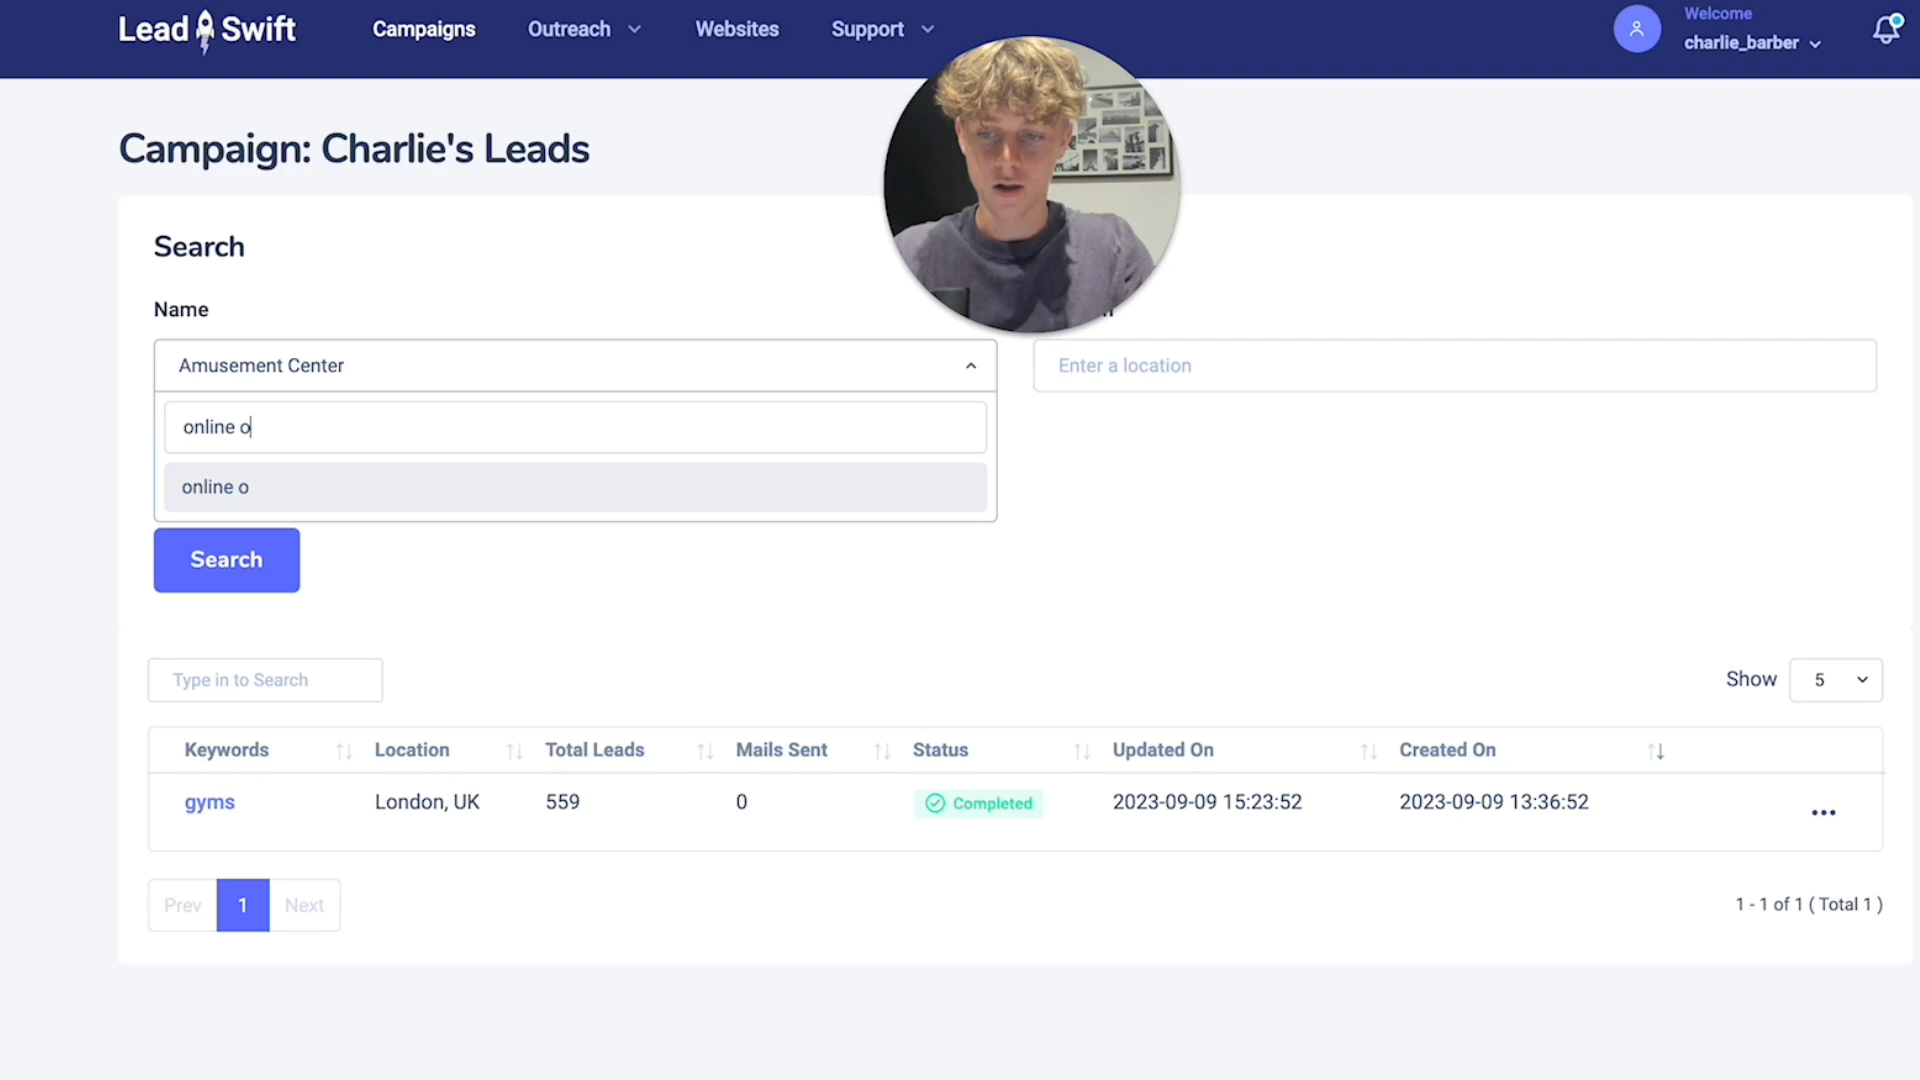 Lead Swift
Campaigns
Outreach
Websites
Support
Welcome
charlie_barber
Campaign: Charlie's Leads
Search
Name
Amusement Center
Enter a location
online o
online o
Search
Type in to Search
Show 5
Keywords Location Total Leads Mails Sent Status Updated On Created On
gyms London, UK 559 0 Completed 2023-09-09 15:23:52 2023-09-09 13:36:52
Prev 1 Next
1 - 1 of 1 ( Total 1 )